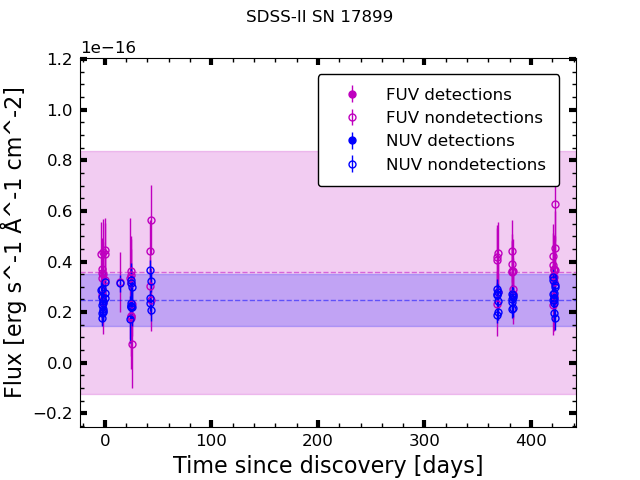 SDSS-II SN 17899
1e−16
FUV detections
FUV nondetections
NUV detections
NUV nondetections
1.2
1.0
0.8
0.6
0.4
0.2
0.0
−0.2
Flux [erg s^-1 Å^-1 cm^-2]
0 100 200 300 400
Time since discovery [days]